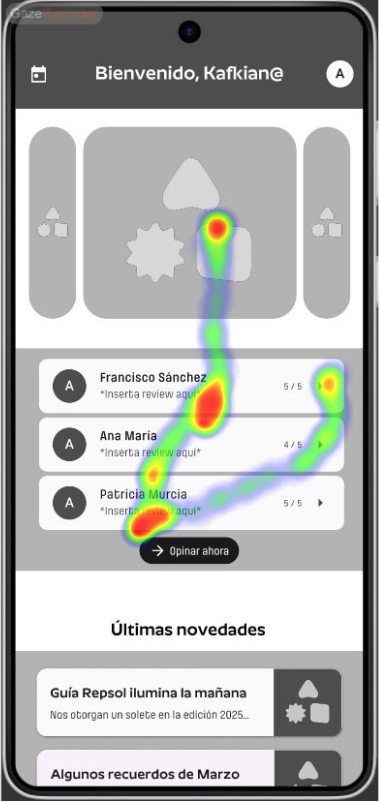 GazeRecorder
Bienvenido, Kafkian@
A
A
Francisco Sánchez
*Inserta review aquí*
5 / 5
A
Ana María
*Inserta review aquí*
4 / 5
A
Patricia Murcia
*Inserta review aquí*
5 / 5
Opinar ahora
Últimas novedades
Guía Repsol ilumina la mañana
Nos otorgan un solete en la edición 2025...
Algunos recuerdos de Marzo